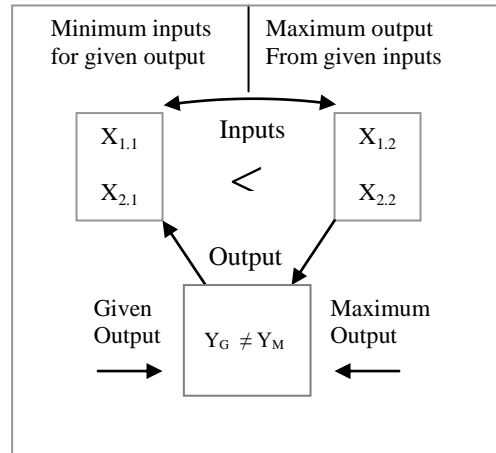 Minimum inputs
for given output
Maximum output
From given inputs
Inputs
X1.1
X2.1
<
X1.2
X2.2
Output
Given
Output
YG ≠ YM
Maximum
Output